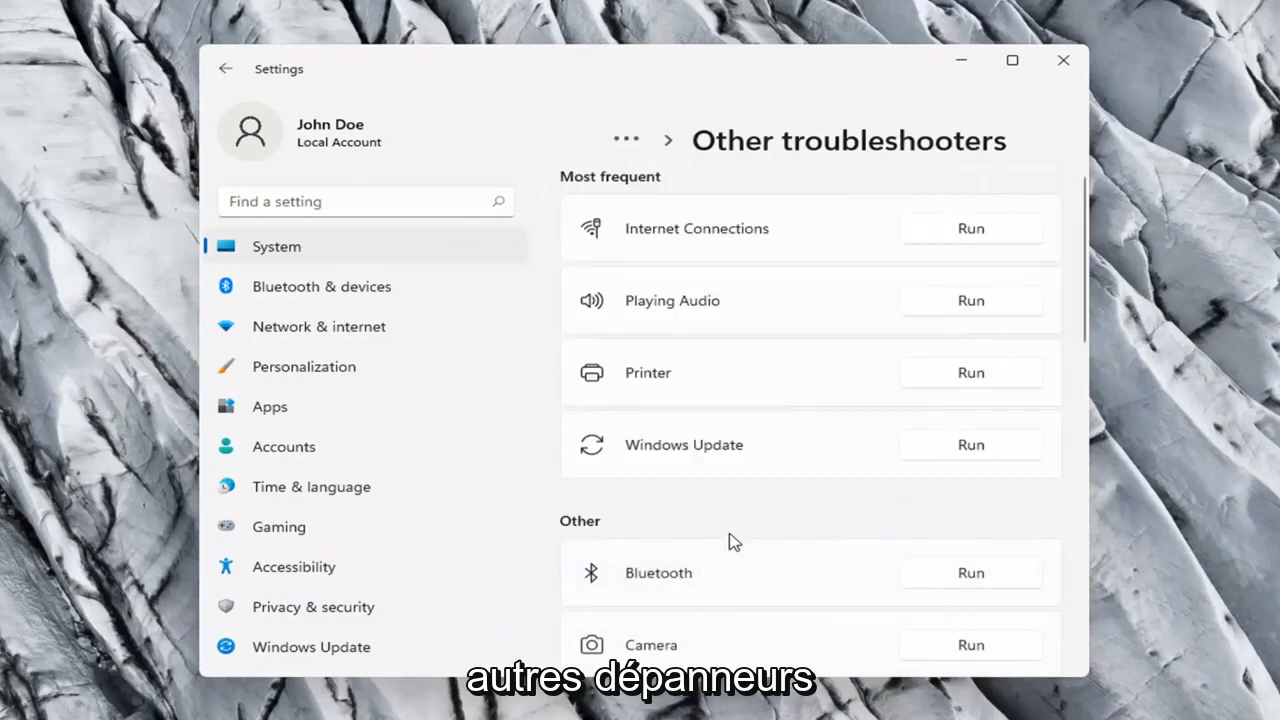 Settings
John Doe
Local Account
Find a setting
System
Bluetooth & devices
Network & internet
Personalization
Apps
Accounts
Time & language
Gaming
Accessibility
Privacy & security
Windows Update
••• > Other troubleshooters
Most frequent
Internet Connections Run
Playing Audio Run
Printer Run
Windows Update Run
Other
Bluetooth Run
Camera Run
autres dépanneurs